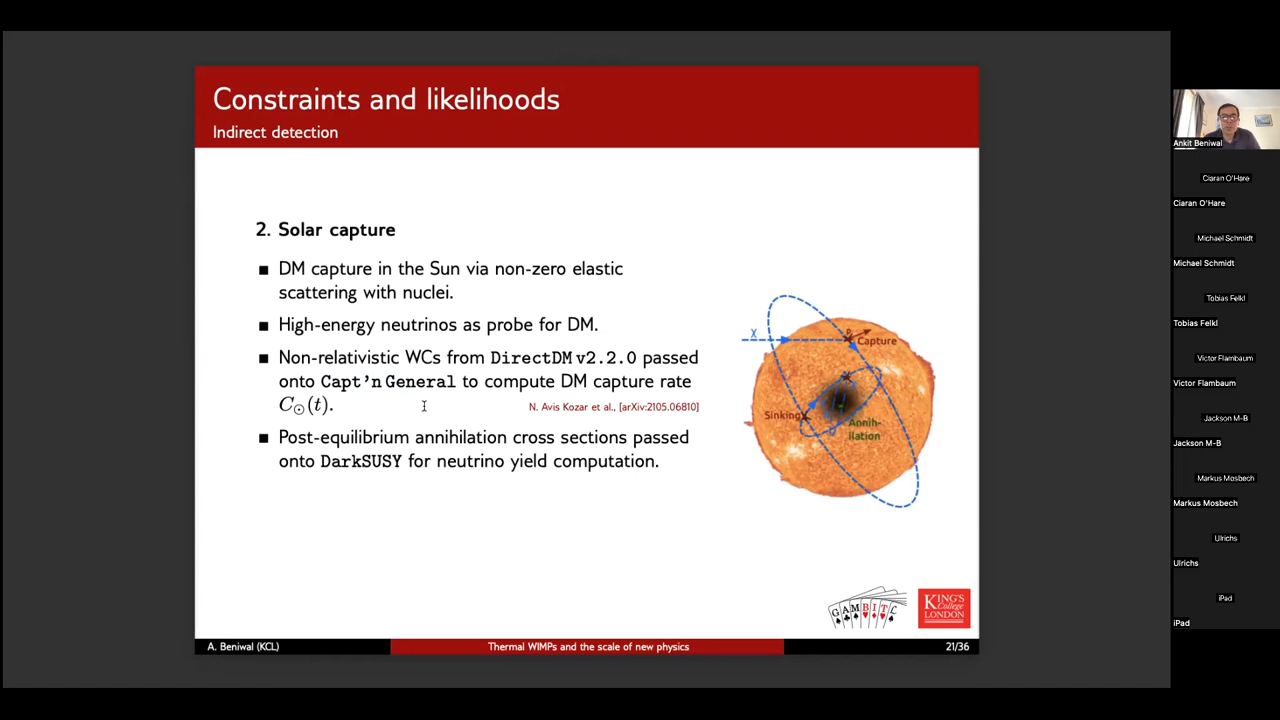 Constraints and likelihoods
Indirect detection
2. Solar capture
■ DM capture in the Sun via non-zero elastic
scattering with nuclei.
■ High-energy neutrinos as probe for DM.
■ Non-relativistic WCs from DirectDM v2.2.0 passed
onto Capt'n General to compute DM capture rate
C⊙(t).
N. Avis Kozar et al., [arXiv:2105.06810]
■ Post-equilibrium annihilation cross sections passed
onto DarkSUSY for neutrino yield computation.
χ
Capture
Sinking
Annih-
ilation
GAMBIT
KING'S
College
LONDON
A. Beniwal (KCL)
Thermal WIMPs and the scale of new physics
21/36
Ankit Beniwal
Ciaran O'Hare
Ciaran O'Hare
Michael Schmidt
Michael Schmidt
Tobias Felkl
Tobias Felkl
Victor Flambaum
Victor Flambaum
Jackson M-B
Jackson M-B
Markus Mosbech
Markus Mosbech
Ulrichs
Ulrichs
iPad
iPad